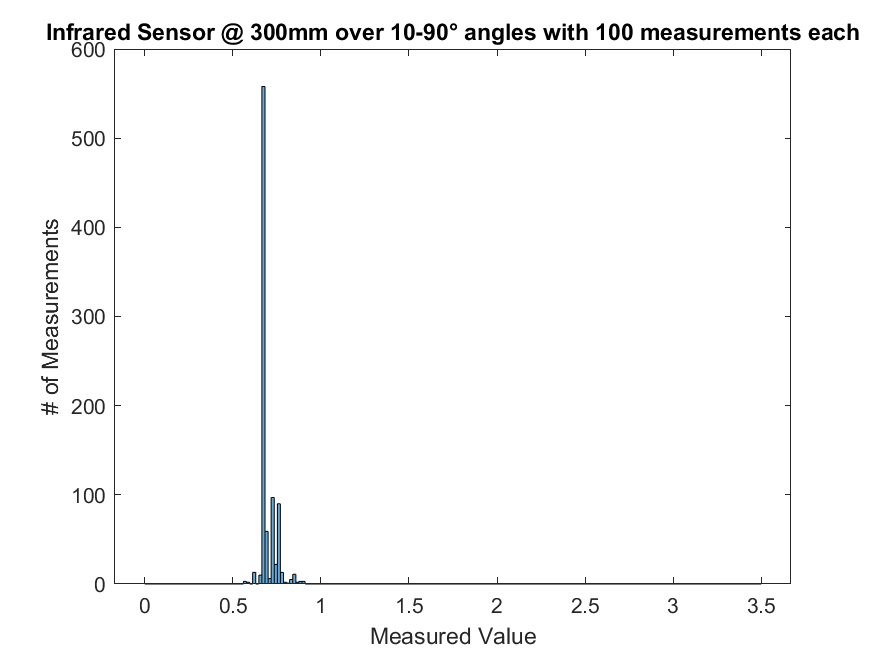 Infrared Sensor @ 300mm over 10-90° angles with 100 measurements each
600
500
400
300
200
100
0
# of Measurements
0 0.5 1 1.5 2 2.5 3 3.5
Measured Value